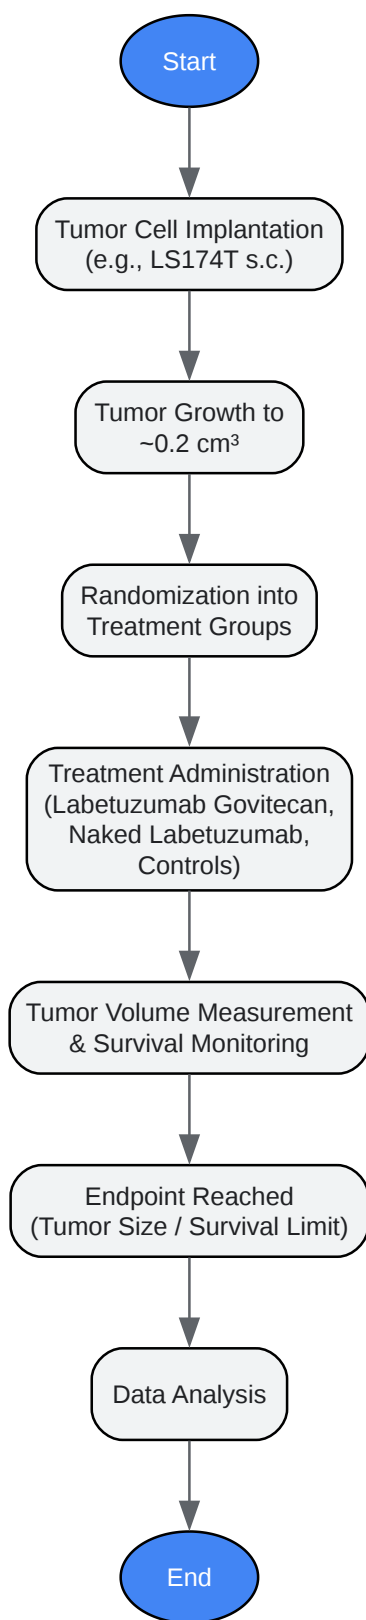 Start
Tumor Cell Implantation
(e.g., LS174T s.c.)
Tumor Growth to
~0.2 cm³
Randomization into
Treatment Groups
Treatment Administration
(Labetuzumab Govitecan,
Naked Labetuzumab,
Controls)
Tumor Volume Measurement
& Survival Monitoring
Endpoint Reached
(Tumor Size / Survival Limit)
Data Analysis
End